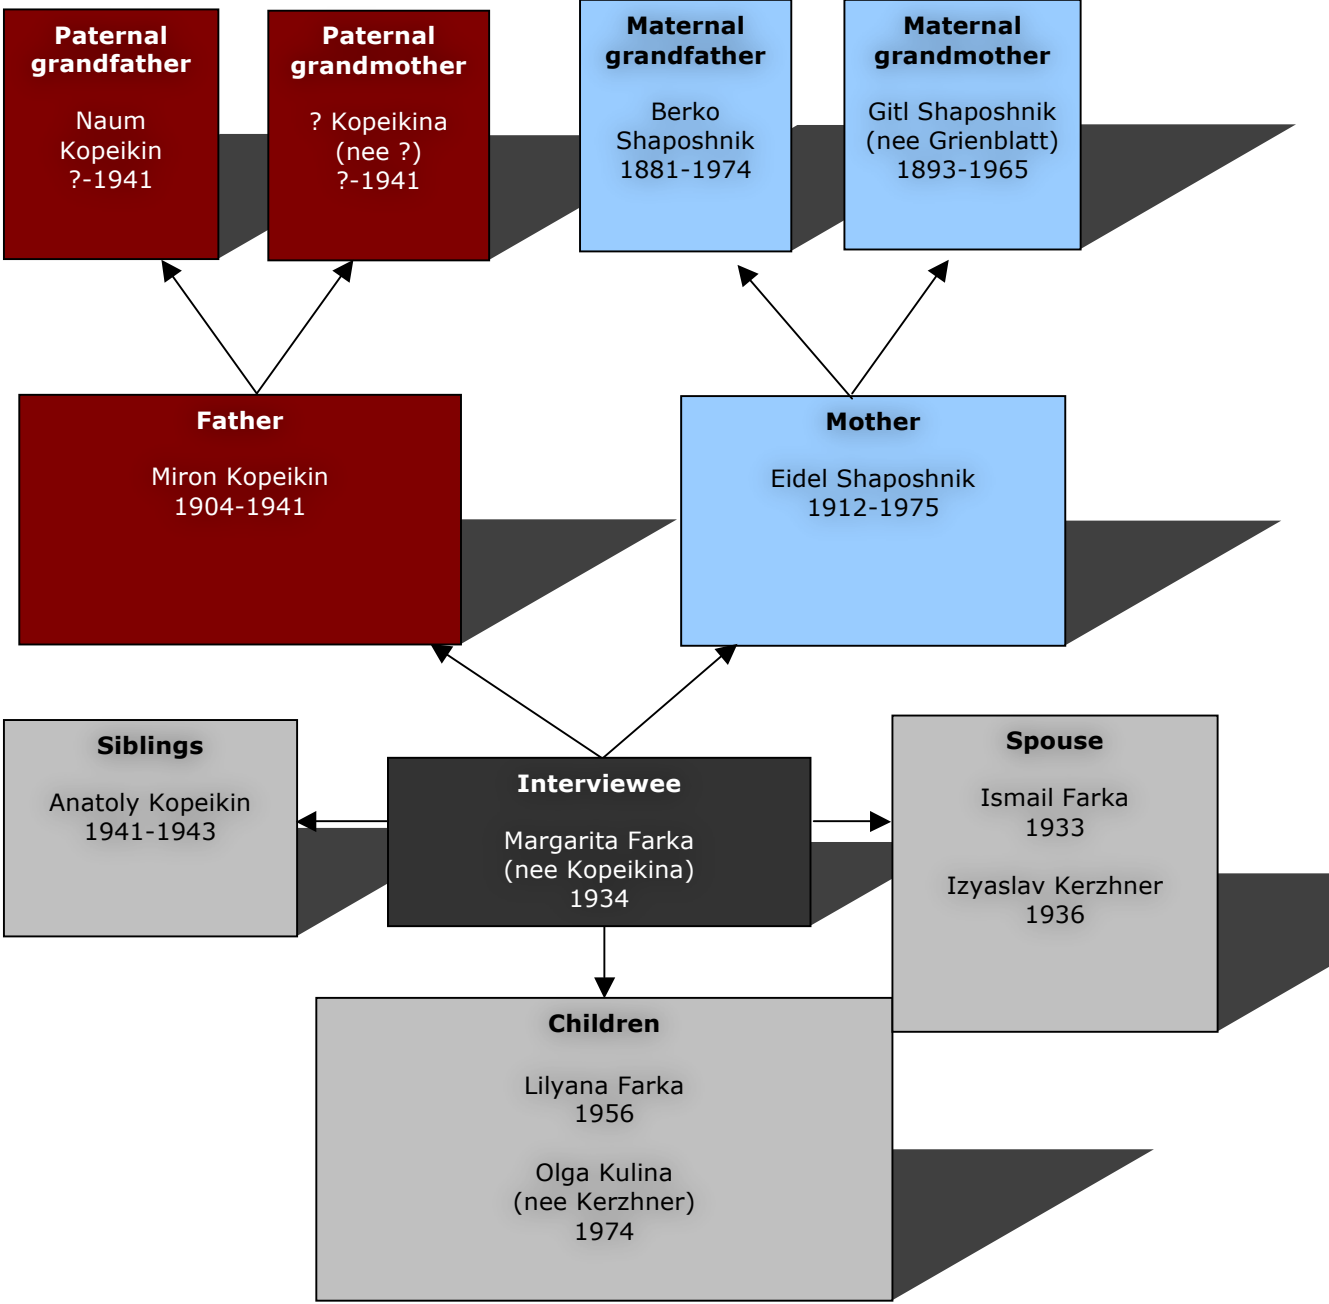 Paternal
grandfather
Naum
Kopeikin
?-1941
Paternal
grandmother
? Kopeikina
(nee ?)
?-1941
Maternal
grandfather
Berko
Shaposhnik
1881-1974
Maternal
grandmother
Gitl Shaposhnik
(nee Grienblatt)
1893-1965
Father
Miron Kopeikin
1904-1941
Mother
Eidel Shaposhnik
1912-1975
Siblings
Anatoly Kopeikin
1941-1943
Interviewee
Margarita Farka
(nee Kopeikina)
1934
Spouse
Ismail Farka
1933
Izyaslav Kerzhner
1936
Children
Lilyana Farka
1956
Olga Kulina
(nee Kerzhner)
1974